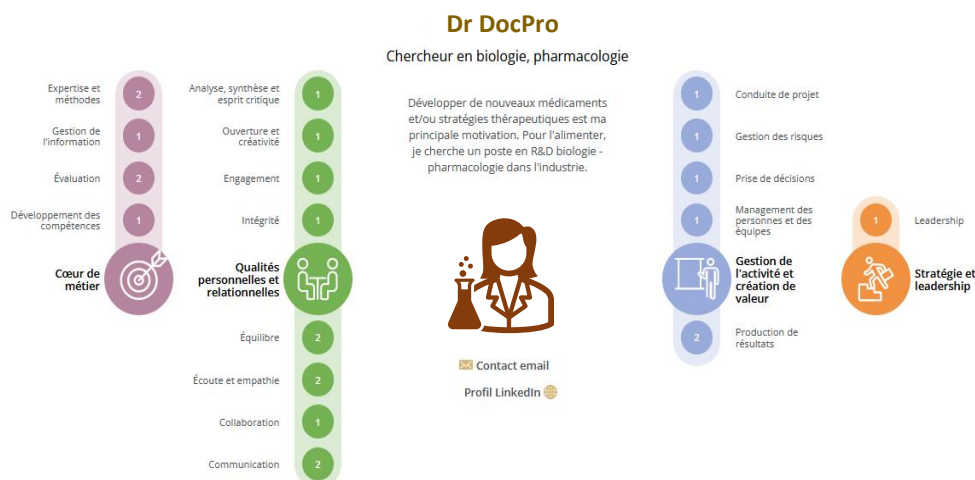 Dr DocPro
Chercheur en biologie, pharmacologie
Expertise et
méthodes
2
Gestion de
l'information
1
Évaluation
2
Développement des
compétences
1
Cœur de
métier
Analyse, synthèse et
esprit critique
1
Ouverture et
créativité
1
Engagement
1
Intégrité
1
Qualités
personnelles et
relationnelles
Équilibre
2
Écoute et empathie
2
Collaboration
1
Communication
2
Développer de nouveaux médicaments
et/ou stratégies thérapeutiques est ma
principale motivation. Pour l'alimenter,
je cherche un poste en R&D biologie -
pharmacologie dans l'industrie.
Contact email
Profil LinkedIn
1
Conduite de projet
1
Gestion des risques
1
Prise de décisions
1
Management des
personnes et des
équipes
Gestion de
l'activité et
création de
valeur
2
Production de
résultats
1
Leadership
Stratégie et
leadership